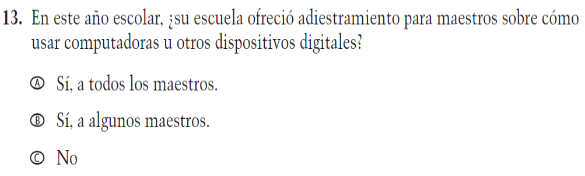 13. En este año escolar, ¿su escuela ofreció adiestramiento para maestros sobre cómo
usar computadoras u otros dispositivos digitales?
Ⓐ Sí, a todos los maestros.
Ⓑ Sí, a algunos maestros.
Ⓒ No